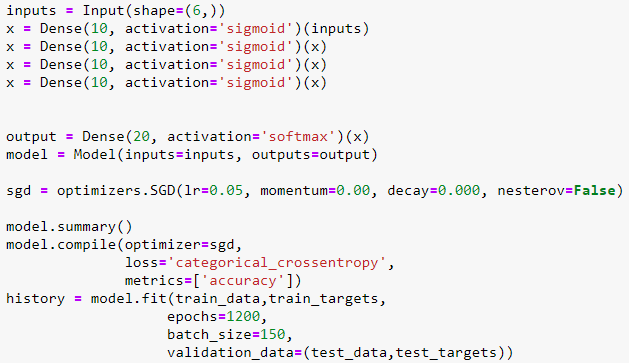 inputs = Input(shape=(6,))
x = Dense(10, activation='sigmoid')(inputs)
x = Dense(10, activation='sigmoid')(x)
x = Dense(10, activation='sigmoid')(x)
x = Dense(10, activation='sigmoid')(x)
output = Dense(20, activation='softmax')(x)
model = Model(inputs=inputs, outputs=output)
sgd = optimizers.SGD(lr=0.05, momentum=0.00, decay=0.000, nesterov=False)
model.summary()
model.compile(optimizer=sgd,
              loss='categorical_crossentropy',
              metrics=['accuracy'])
history = model.fit(train_data,train_targets,
                   epochs=1200,
                   batch_size=150,
                   validation_data=(test_data,test_targets))